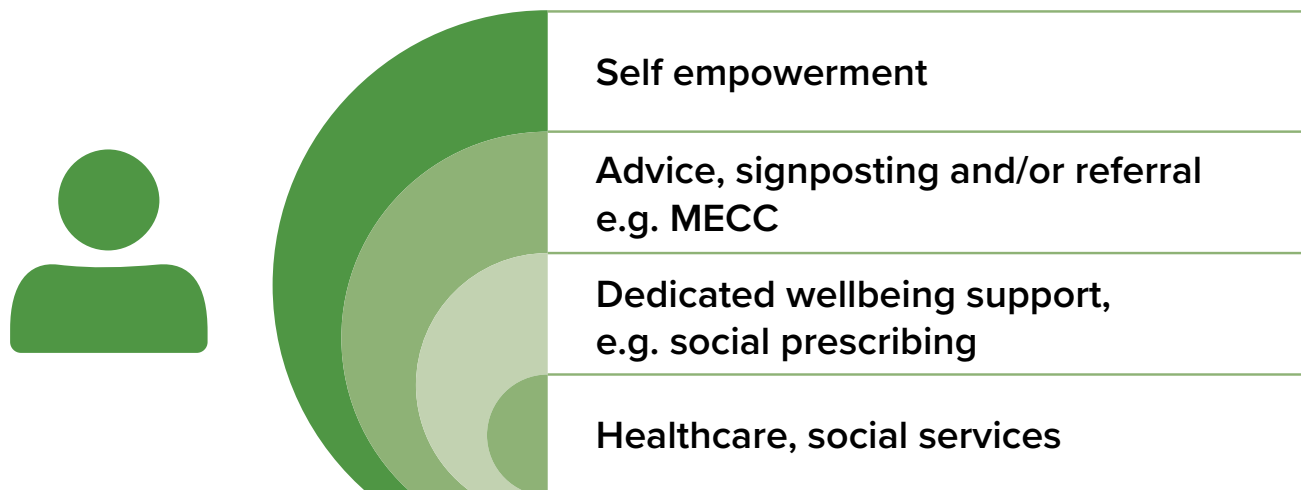 Self empowerment
Advice, signposting and/or referral
e.g. MECC
Dedicated wellbeing support,
e.g. social prescribing
Healthcare, social services